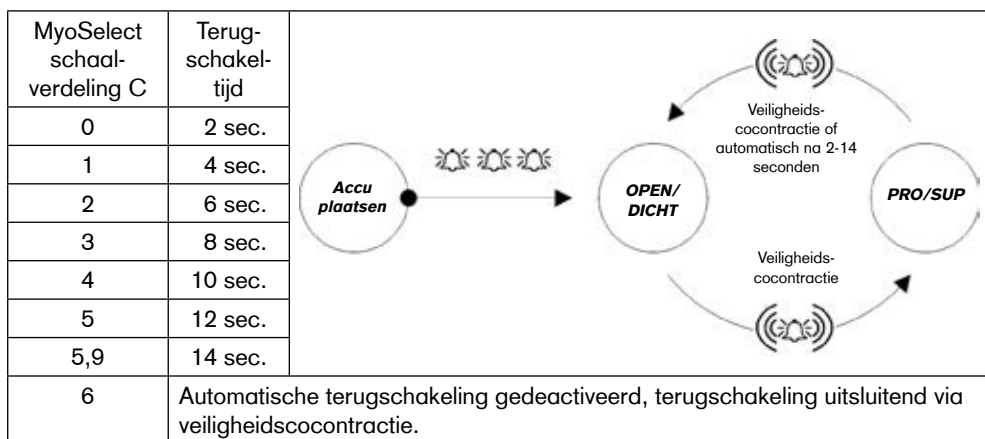 MyoSelect
schaal-
verdeling C
Terug-
schakel-
tijd
0
2 sec.
1
4 sec.
2
6 sec.
3
8 sec.
4
10 sec.
5
12 sec.
5,9
14 sec.
6
Automatische terugschakeling gedeactiveerd, terugschakeling uitsluitend via
veiligheidscocontractie.
Accu
plaatsen
OPEN/
DICHT
Veiligheids-
cocontractie of
automatisch na 2-14
seconden
PRO/SUP
Veiligheids-
cocontractie